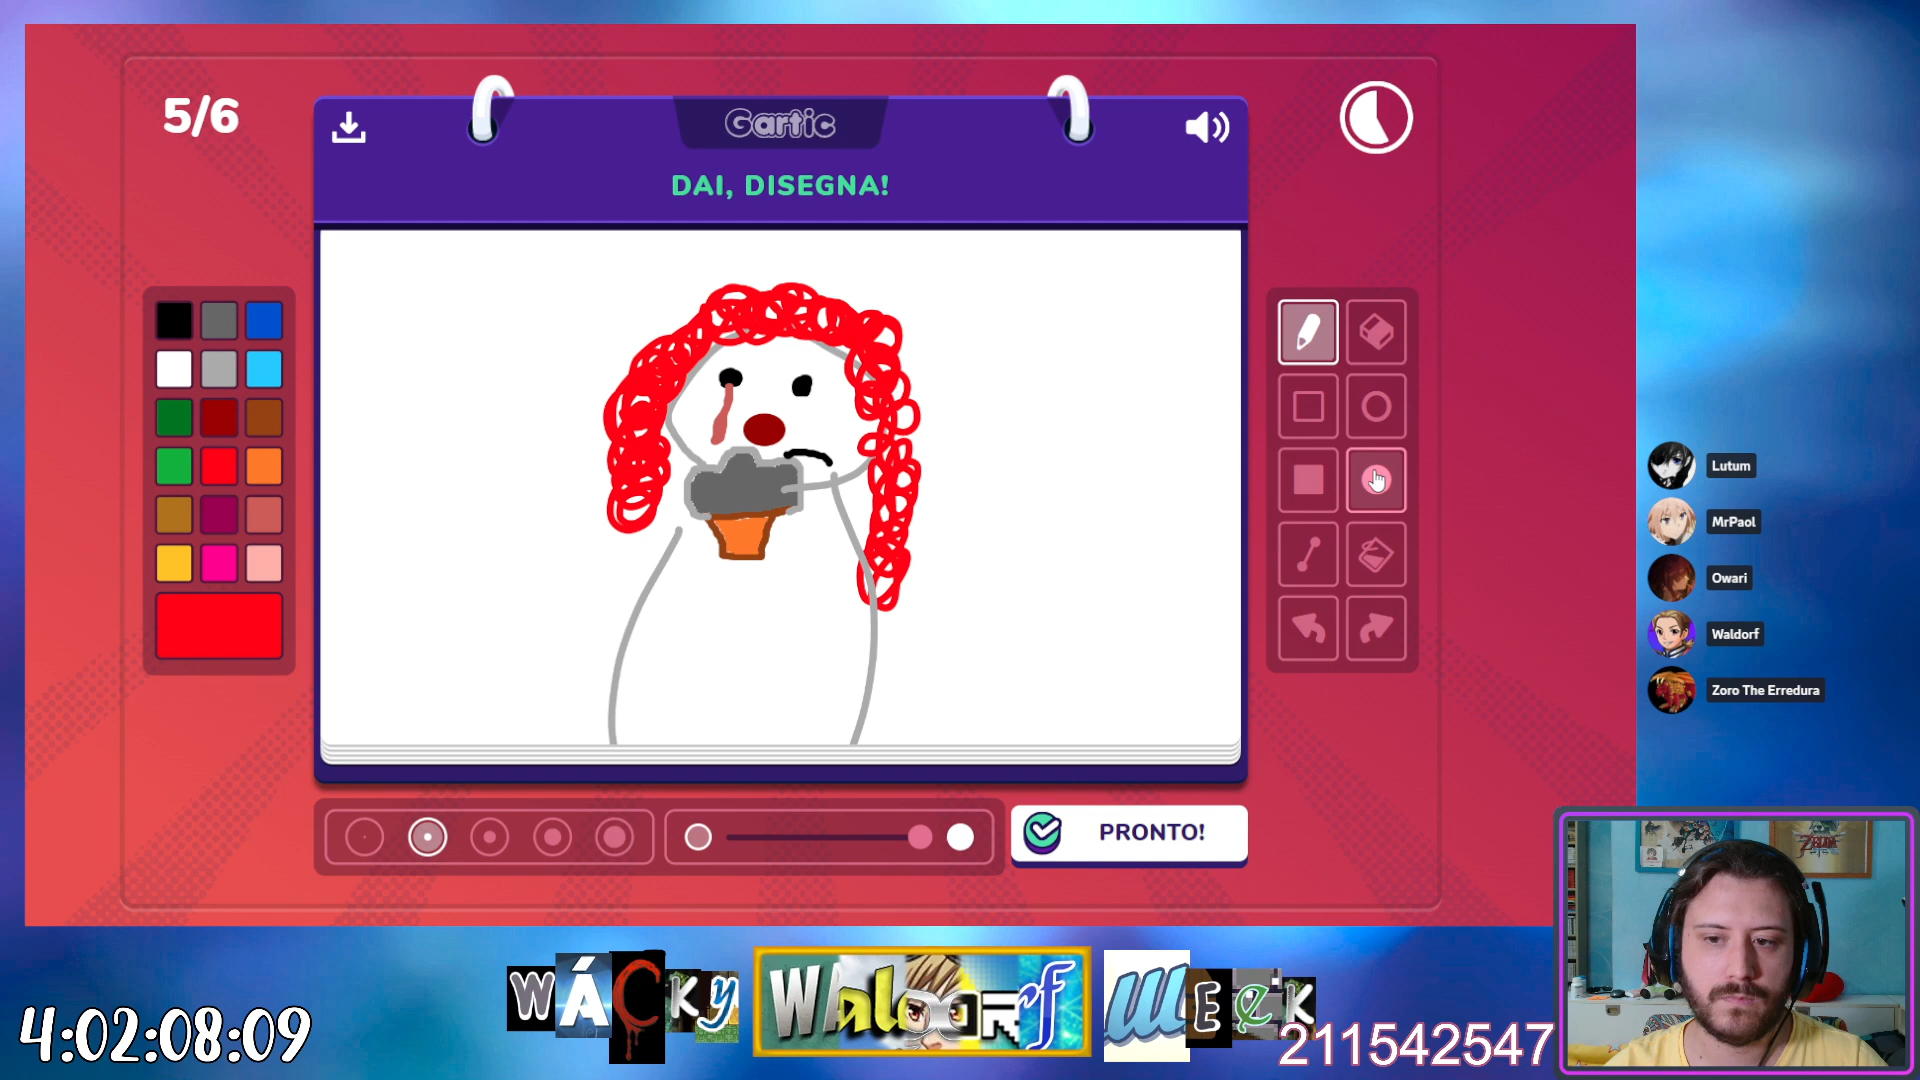 5/6
Gartic
DAI, DISEGNA!
PRONTO!
Lutum
MrPaol
Owari
Waldorf
Zoro The Erredura
WÁCKY Waldorf WEEK
4:02:08:09
211542547
ZELDA